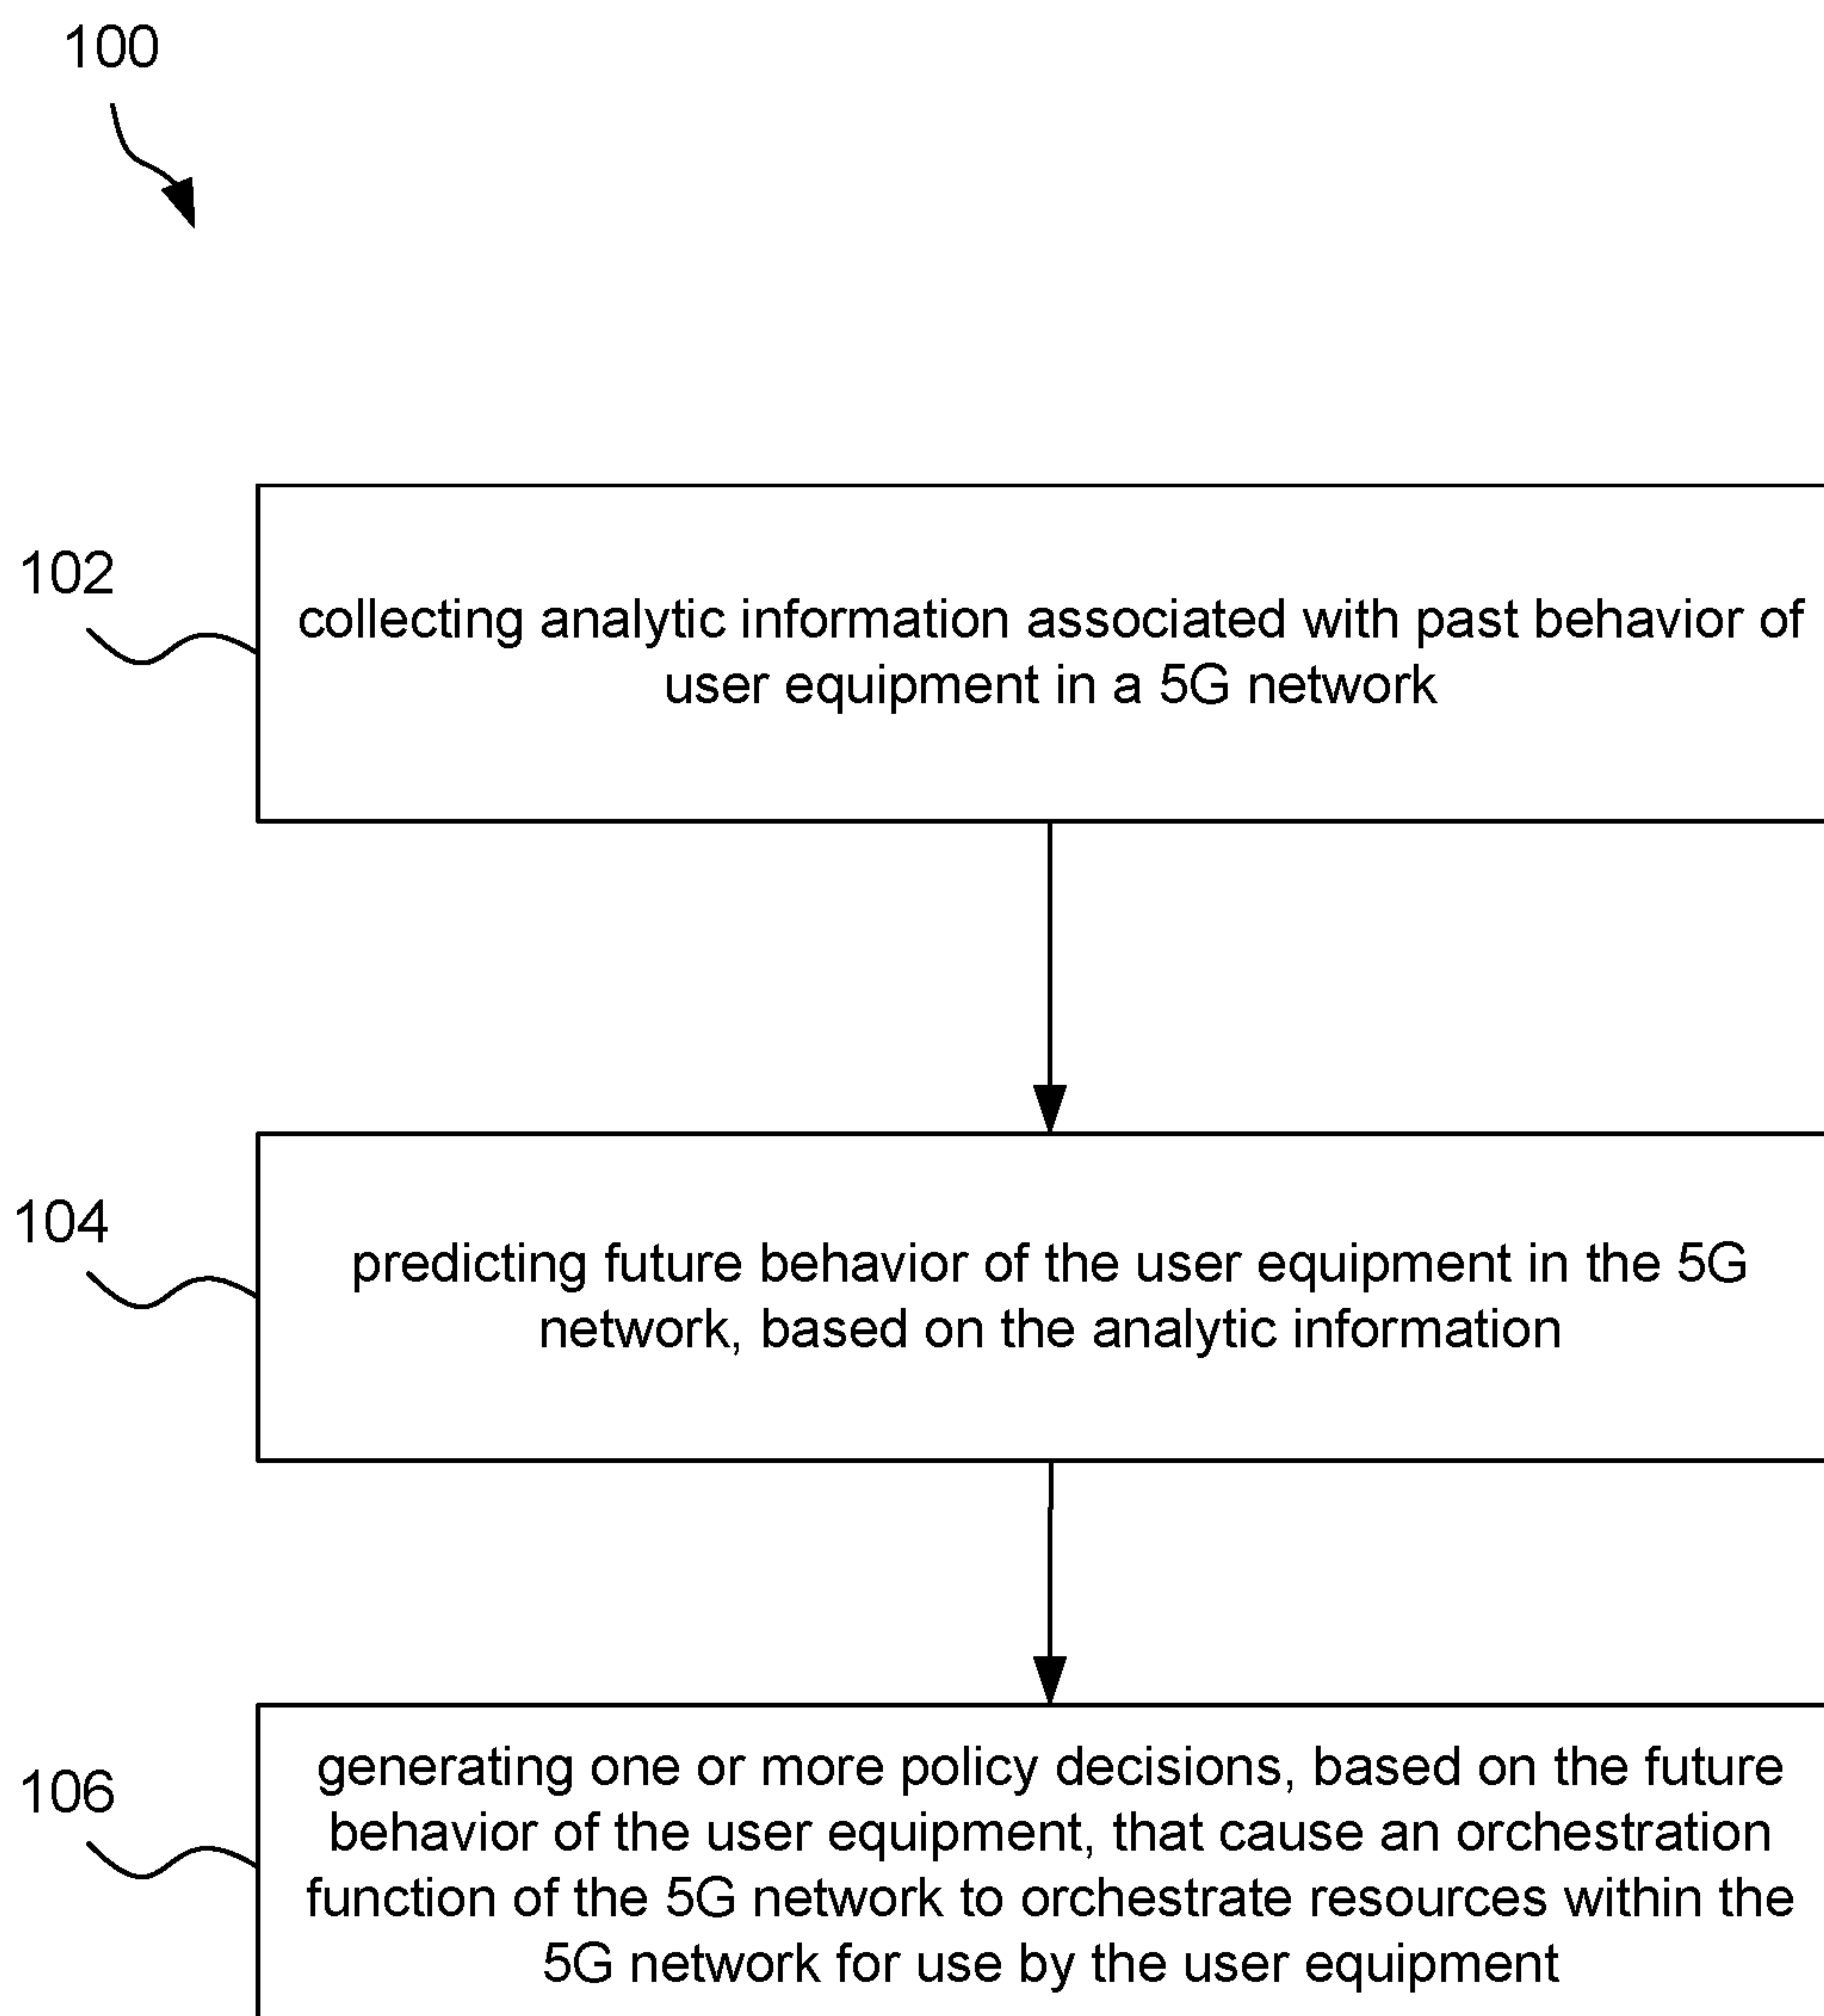 100
102
collecting analytic information associated with past behavior of
user equipment in a 5G network
104
predicting future behavior of the user equipment in the 5G
network, based on the analytic information
106
generating one or more policy decisions, based on the future
behavior of the user equipment, that cause an orchestration
function of the 5G network to orchestrate resources within the
5G network for use by the user equipment